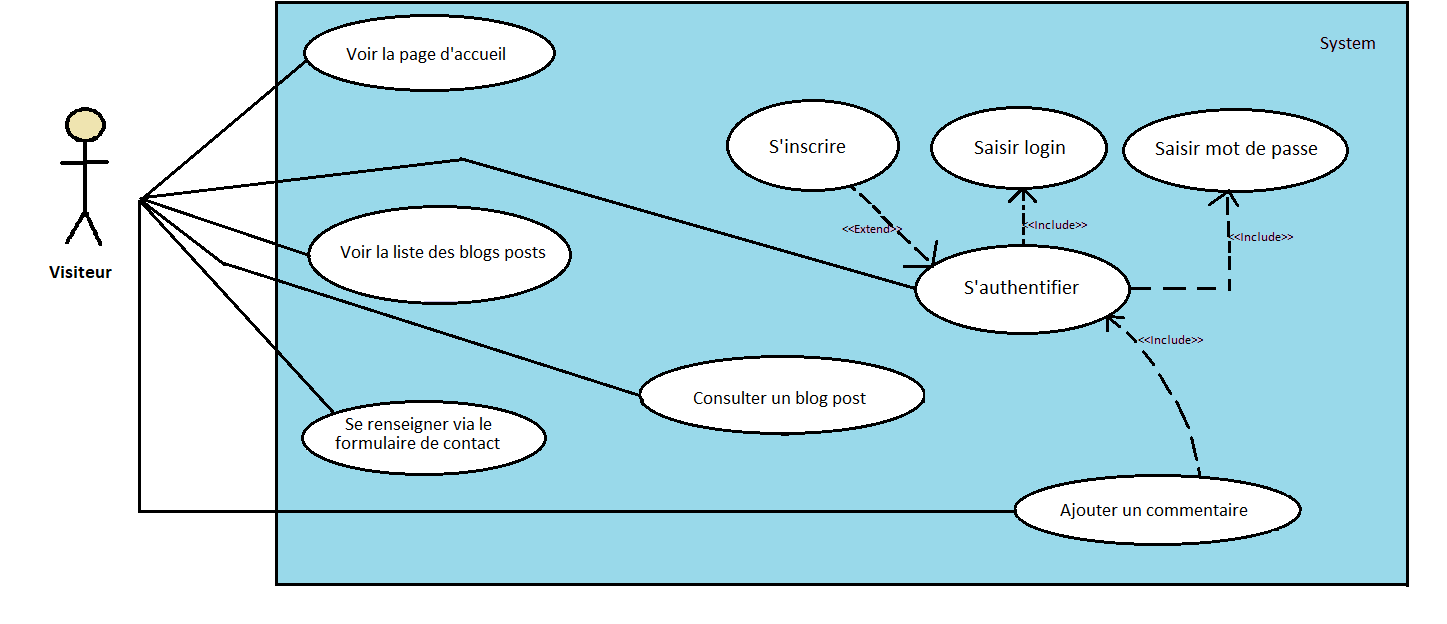 System
Voir la page d'accueil
S'inscrire
Saisir login
Saisir mot de passe
<<Extend>>
<<Include>>
<<Include>>
Visiteur
Voir la liste des blogs posts
S'authentifier
<<Include>>
Consulter un blog post
Se renseigner via le
formulaire de contact
Ajouter un commentaire